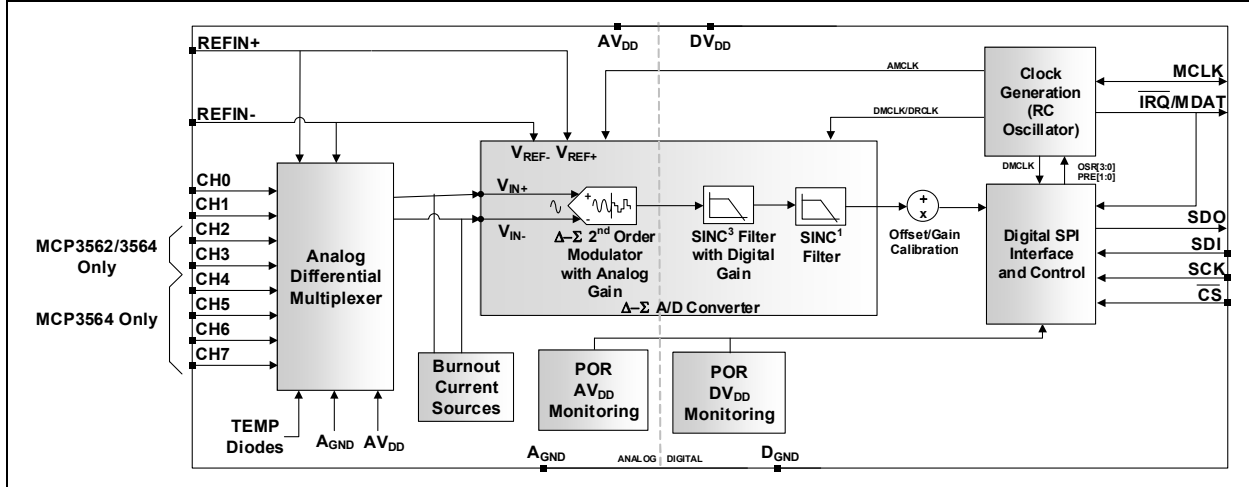 REFIN+
AVDD
DVDD
AMCLK
Clock
Generation
(RC
Oscillator)
MCLK
IRQ/MDAT
REFIN-
DMCLK/DRCLK
VREF-
VREF+
DMCLK
OSR[3:0]
PRE[1:0]
CH0
CH1
CH2
CH3
CH4
CH5
CH6
CH7
MCP3562/3564
Only
MCP3564 Only
Analog
Differential
Multiplexer
VIN+
VIN-
+
-
Δ–Σ 2nd Order
Modulator
with Analog
Gain
SINC3 Filter
with Digital
Gain
SINC1
Filter
Δ–Σ A/D Converter
+
x
Offset/Gain
Calibration
Digital SPI
Interface
and Control
SDO
SDI
SCK
CS
Burnout
Current
Sources
POR
AVDD
Monitoring
POR
DVDD
Monitoring
TEMP
Diodes
AGND
AVDD
AGND
ANALOG
DIGITAL
DGND